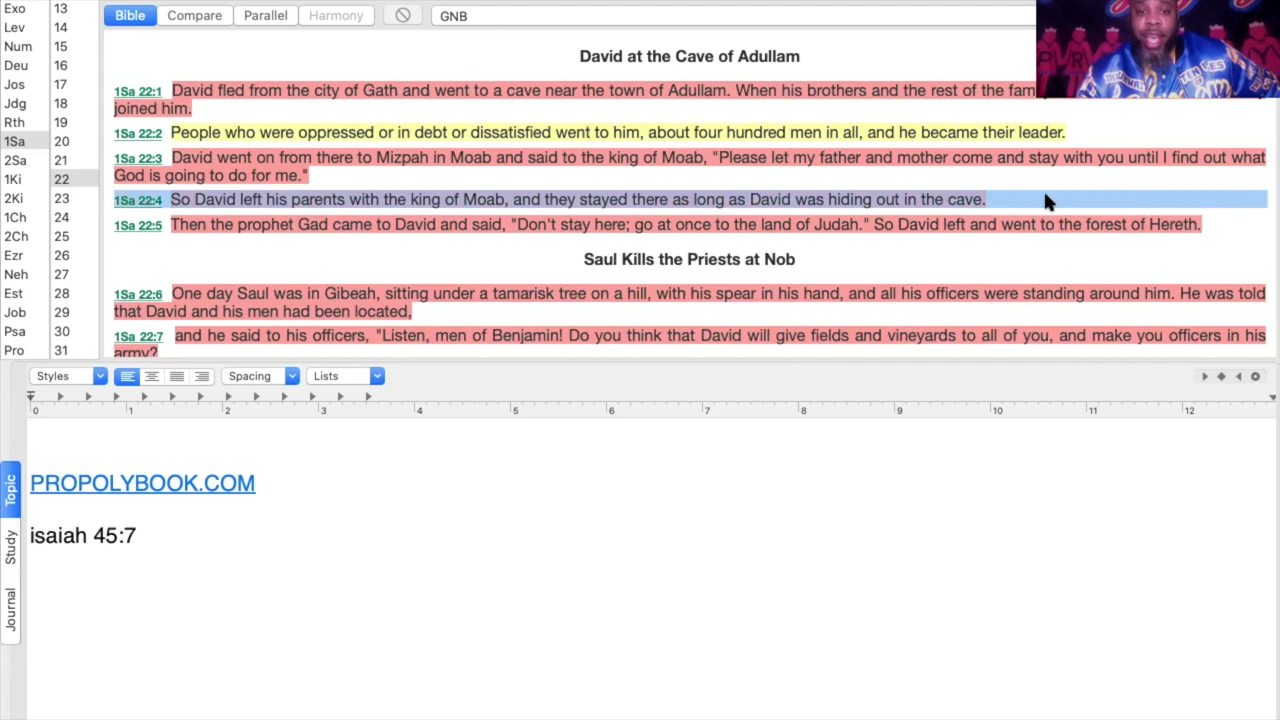 Exo 13
Lev 14
Num 15
Deu 16
Jos 17
Jdg 18
Rth 19
1Sa 20
2Sa 21
1Ki 22
2Ki 23
1Ch 24
2Ch 25
Ezr 26
Neh 27
Est 28
Job 29
Psa 30
Pro 31
Bible Compare Parallel Harmony GNB
David at the Cave of Adullam
1Sa 22:1 David fled from the city of Gath and went to a cave near the town of Adullam. When his brothers and the rest of the fam
joined him.
1Sa 22:2 People who were oppressed or in debt or dissatisfied went to him, about four hundred men in all, and he became their leader.
1Sa 22:3 David went on from there to Mizpah in Moab and said to the king of Moab, "Please let my father and mother come and stay with you until I find out what
God is going to do for me."
1Sa 22:4 So David left his parents with the king of Moab, and they stayed there as long as David was hiding out in the cave.
1Sa 22:5 Then the prophet Gad came to David and said, "Don't stay here; go at once to the land of Judah." So David left and went to the forest of Hereth.
Saul Kills the Priests at Nob
1Sa 22:6 One day Saul was in Gibeah, sitting under a tamarisk tree on a hill, with his spear in his hand, and all his officers were standing around him. He was told
that David and his men had been located,
1Sa 22:7 and he said to his officers, "Listen, men of Benjamin! Do you think that David will give fields and vineyards to all of you, and make you officers in his
army?
Styles Spacing Lists
0 1 2 3 4 5 6 7 8 9 10 11 12
Topic
Study
Journal
PROPOLYBOOK.COM
isaiah 45:7